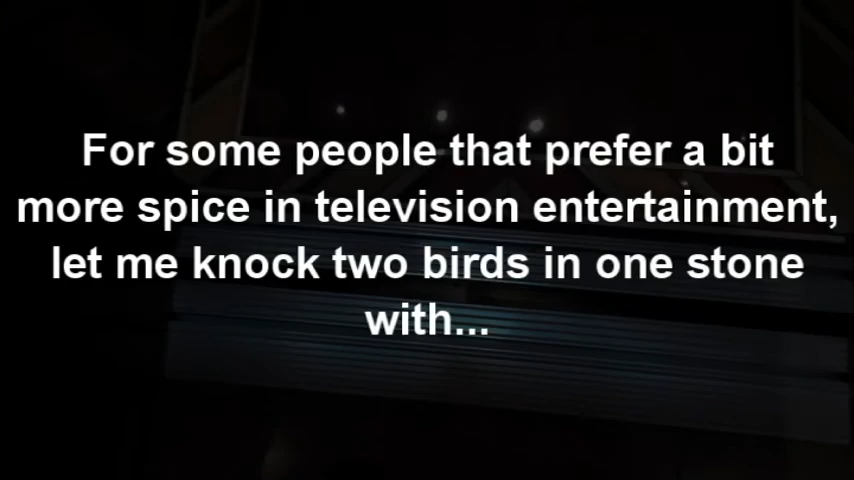 For some people that prefer a bit
more spice in television entertainment,
let me knock two birds in one stone
with...